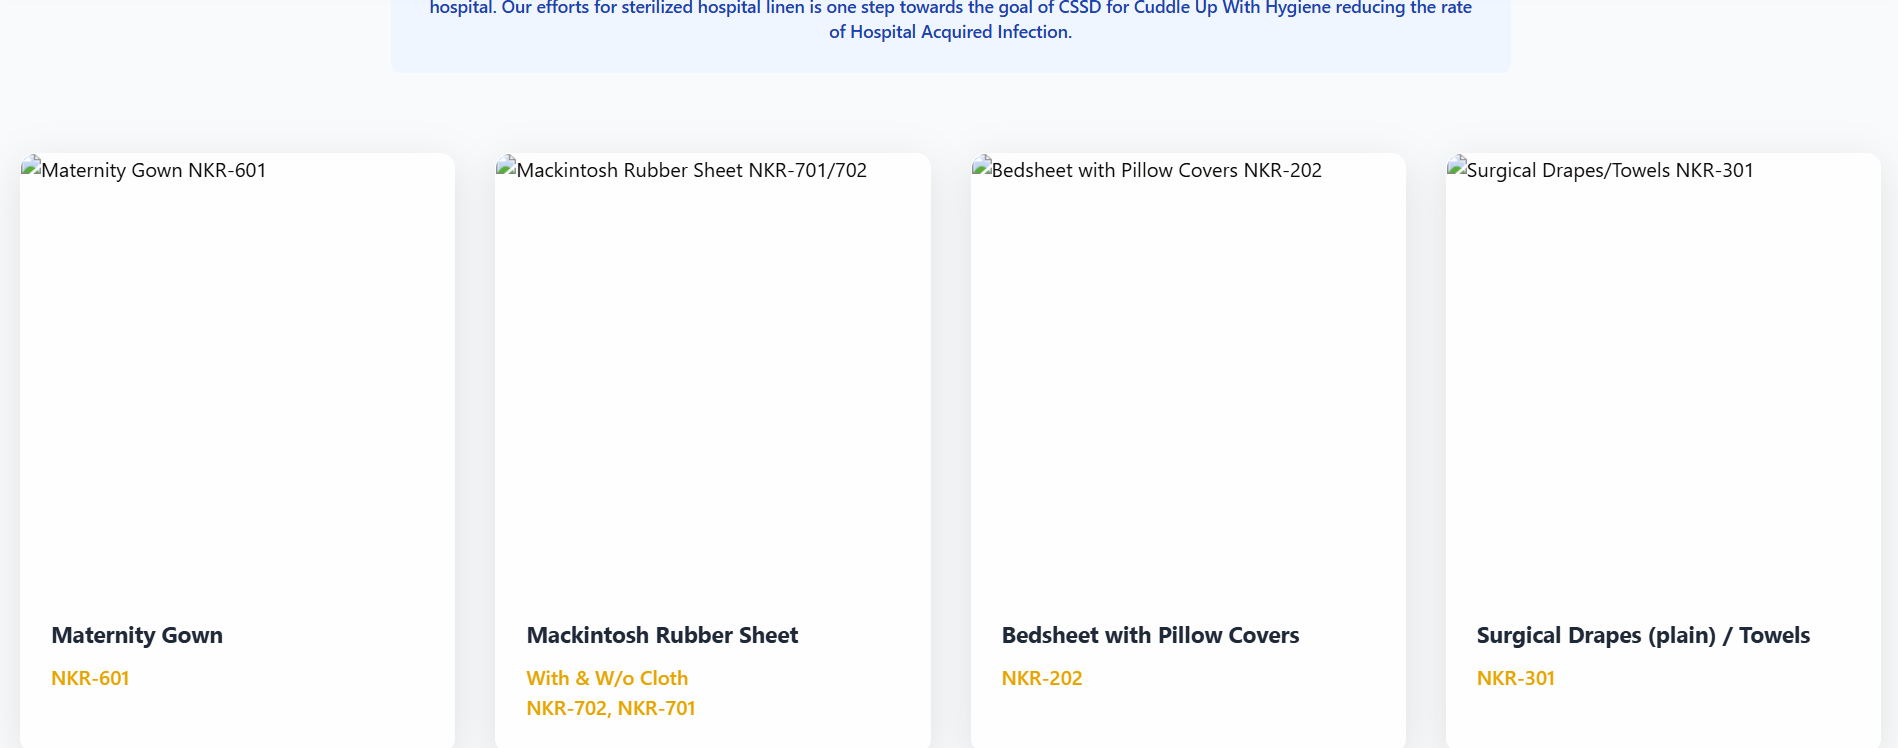 hospital. Our efforts for sterilized hospital linen is one step towards the goal of CSSD for Cuddle Up With Hygiene reducing the rate
of Hospital Acquired Infection.
Maternity Gown NKR-601
Mackintosh Rubber Sheet NKR-701/702
Bedsheet with Pillow Covers NKR-202
Surgical Drapes/Towels NKR-301
Maternity Gown
NKR-601
Mackintosh Rubber Sheet
With & W/o Cloth
NKR-702, NKR-701
Bedsheet with Pillow Covers
NKR-202
Surgical Drapes (plain) / Towels
NKR-301